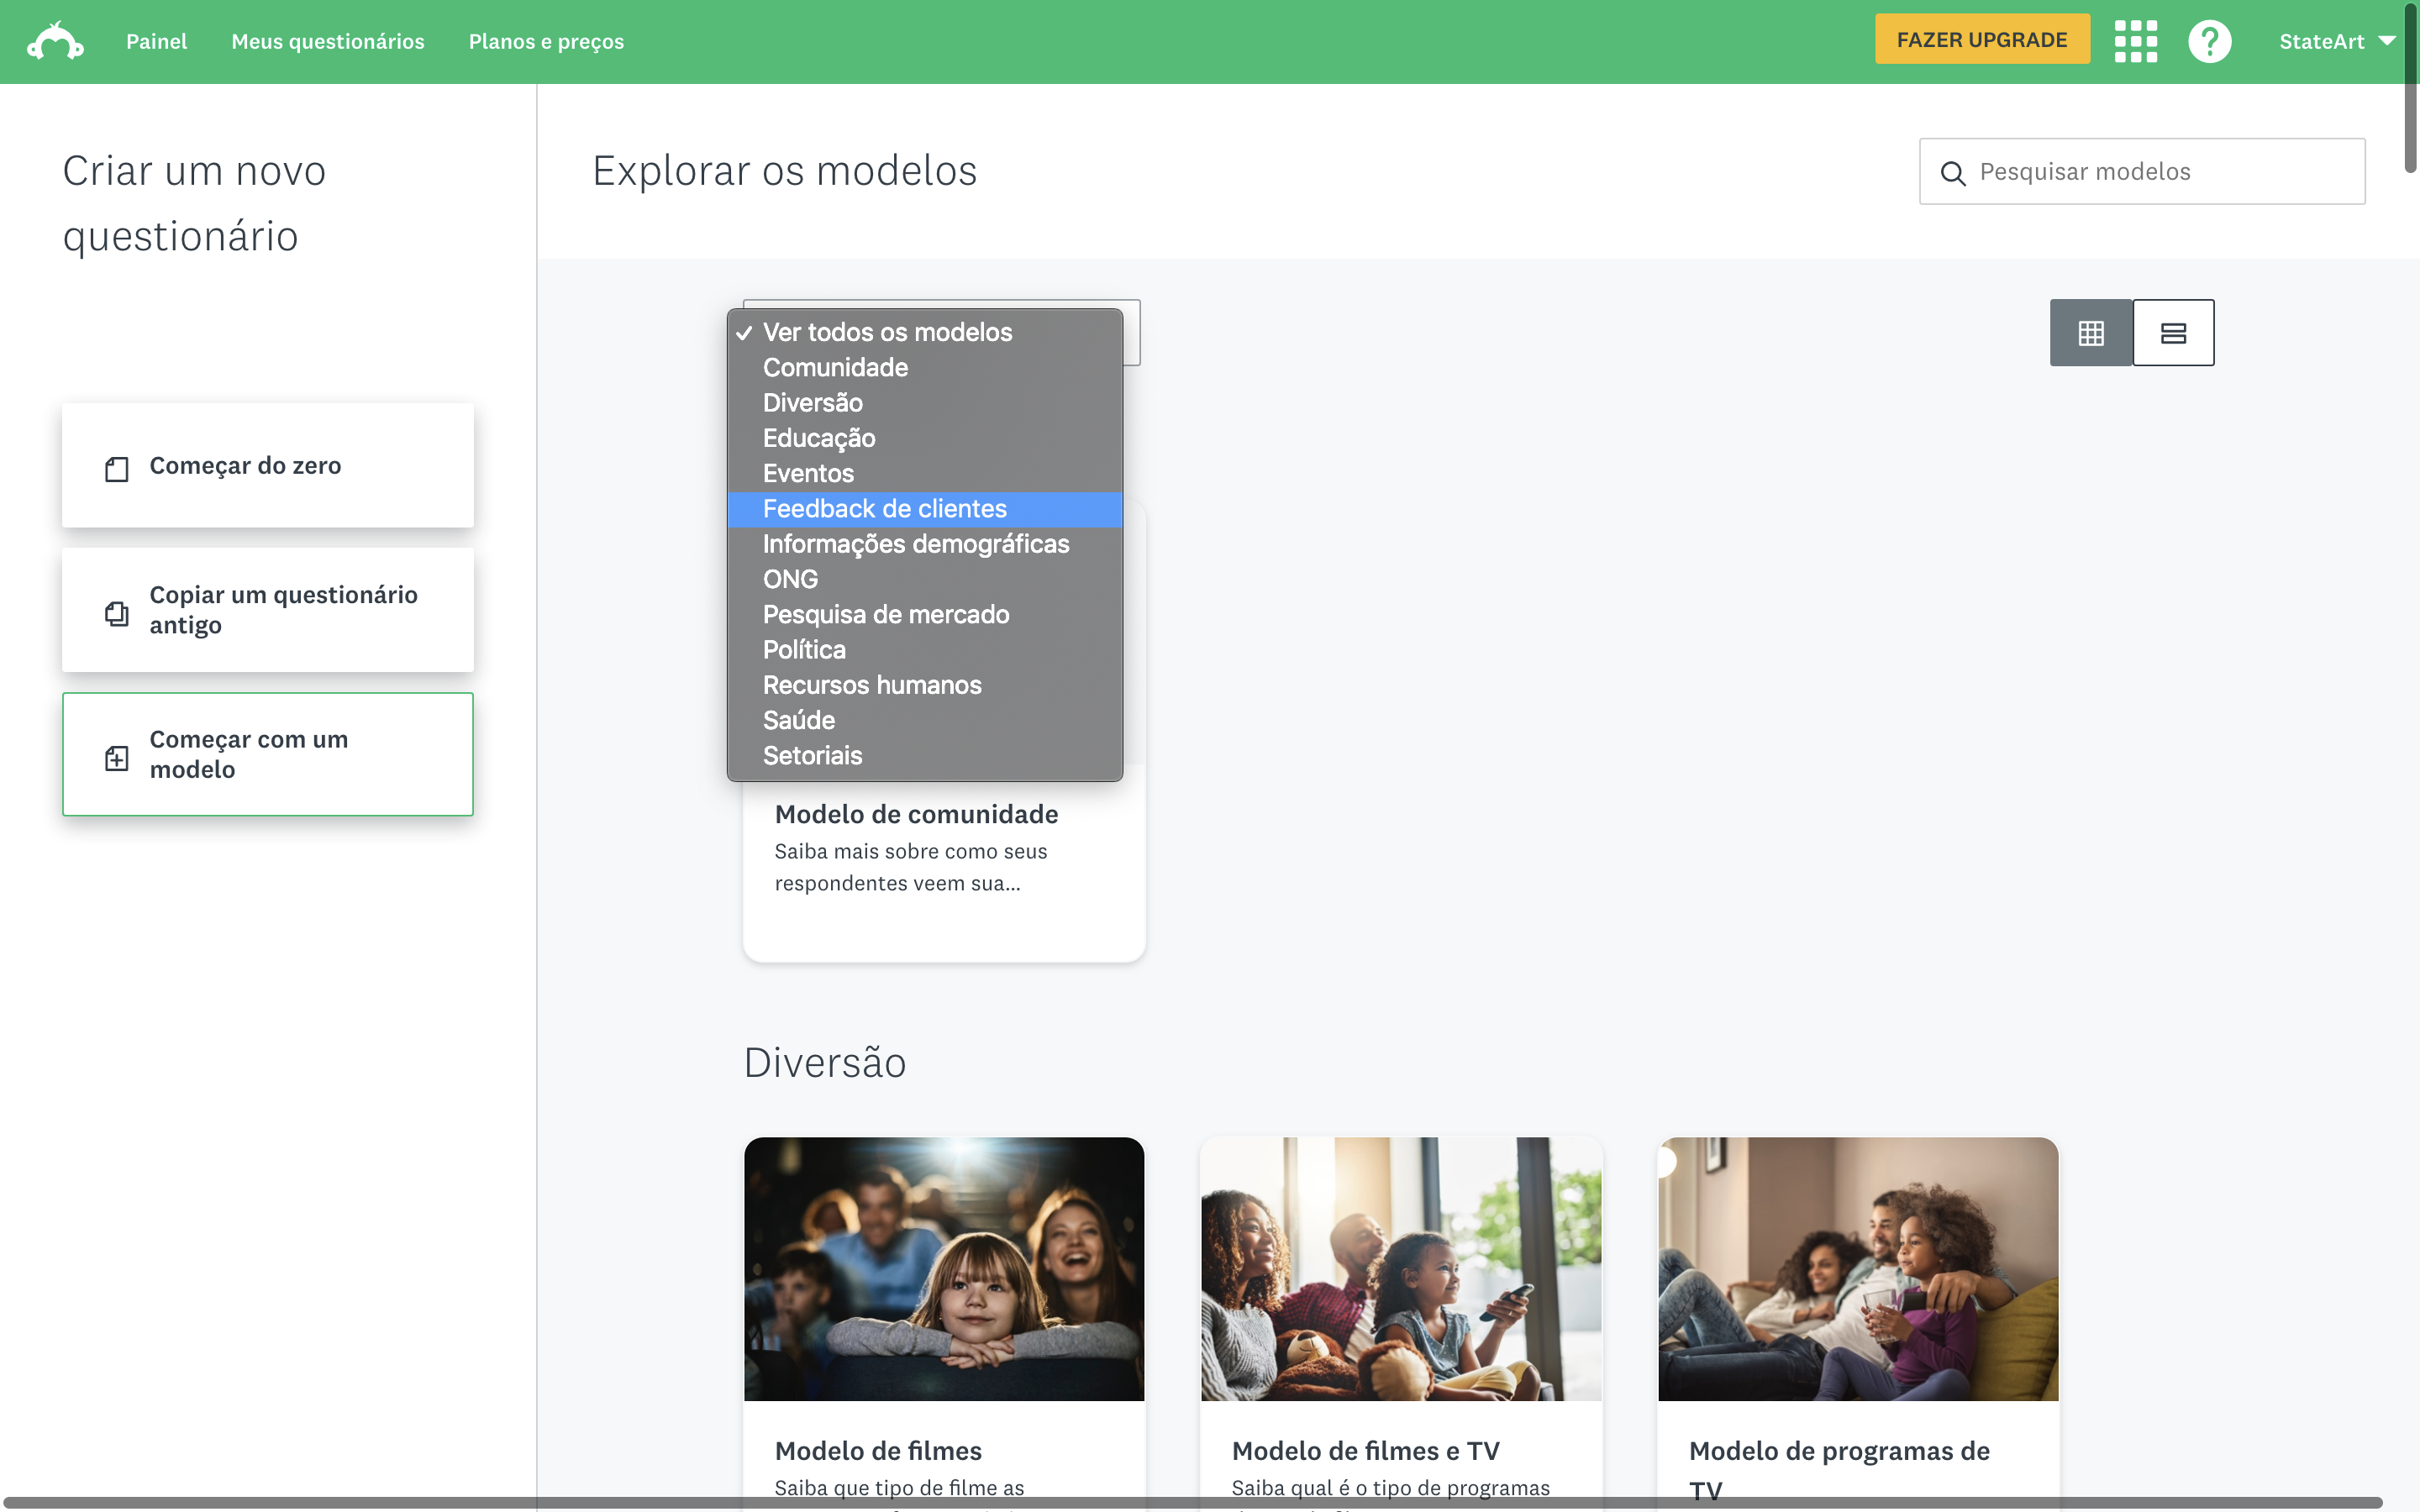 Painel
Meus questionários
Planos e preços
FAZER UPGRADE
?
StateArt
Criar um novo
questionário
Explorar os modelos
Pesquisar modelos
Começar do zero
Copiar um questionário
antigo
Começar com um
modelo
✓ Ver todos os modelos
Comunidade
Diversão
Educação
Eventos
Feedback de clientes
Informações demográficas
ONG
Pesquisa de mercado
Política
Recursos humanos
Saúde
Setoriais
Modelo de comunidade
Saiba mais sobre como seus
respondentes veem sua...
Diversão
Modelo de filmes
Saiba que tipo de filme as
Modelo de filmes e TV
Saiba qual é o tipo de programas
Modelo de programas de
TV